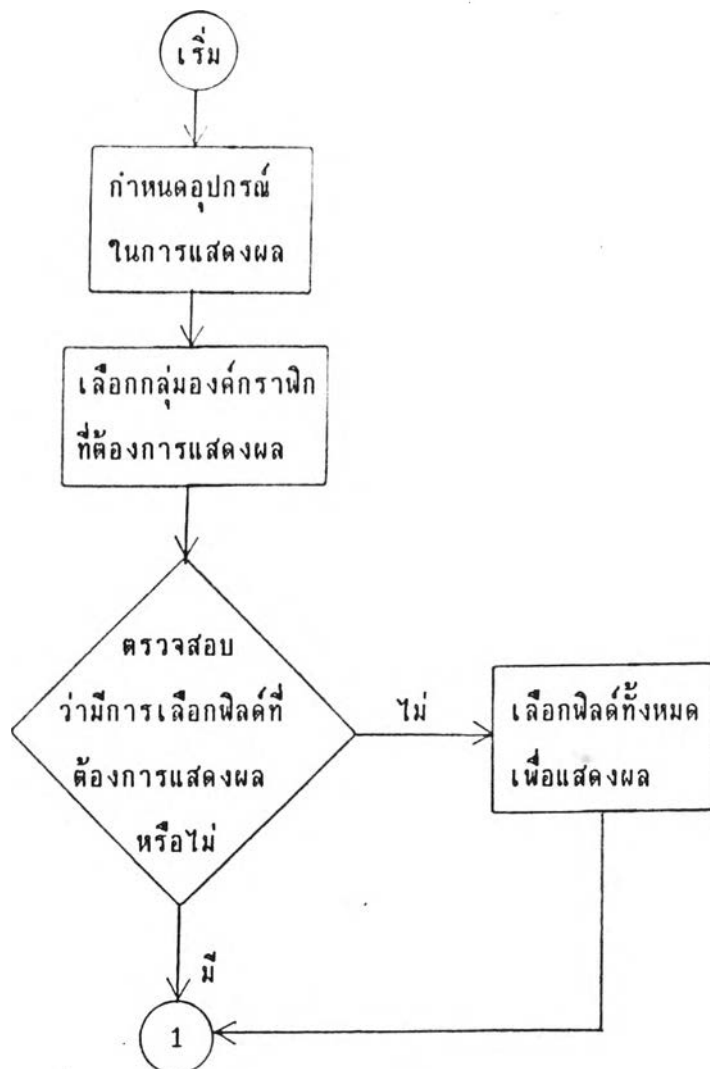 เริ่ม
กำหนดอุปกรณ์
ในการแสดงผล
เลือกกลุ่มองค์กราฟิก
ที่ต้องการแสดงผล
ตรวจสอบ
ว่ามีการเลือกฟิลด์ที่
ต้องการแสดงผล
หรือไม่
ไม่
เลือกฟิลด์ทั้งหมด
เพื่อแสดงผล
มี
1